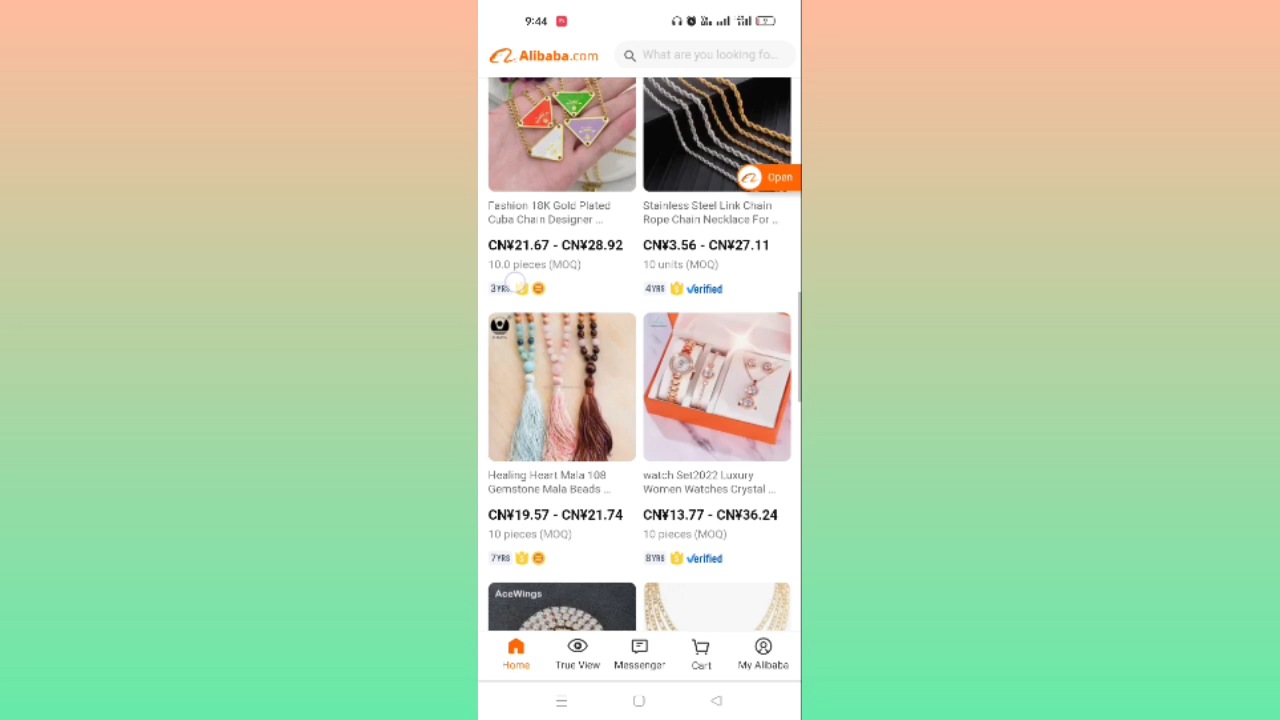 9:44
Alibaba.com
What are you looking fo...
Open
Fashion 18K Gold Plated
Cuba Chain Designer ...
CN¥21.67 - CN¥28.92
10.0 pieces (MOQ)
3YRS
Stainless Steel Link Chain
Rope Chain Necklace For ...
CN¥3.56 - CN¥27.11
10 units (MOQ)
4YRS Verified
Healing Heart Mala 108
Gemstone Mala Beads ...
CN¥19.57 - CN¥21.74
10 pieces (MOQ)
7YRS
watch Set2022 Luxury
Women Watches Crystal ...
CN¥13.77 - CN¥36.24
10 pieces (MOQ)
8YRS Verified
AceWings
Home
True View
Messenger
Cart
My Alibaba